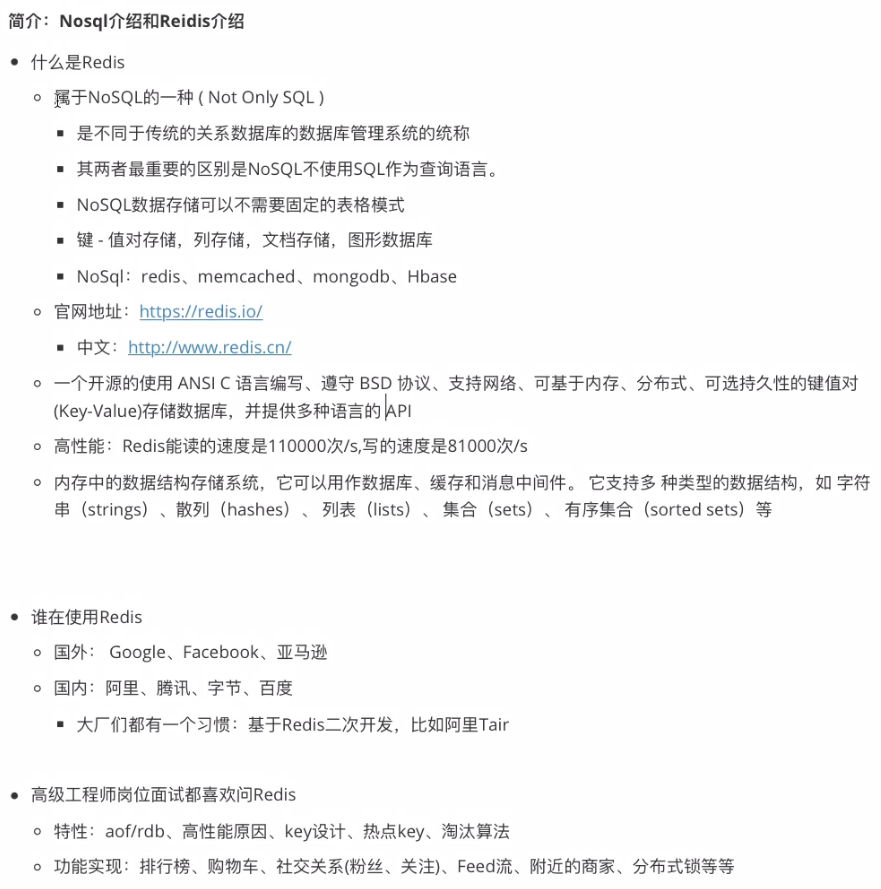 简介：Nosql介绍和Reidis介绍
什么是Redis
属于NoSQL的一种 ( Not Only SQL )
是不同于传统的关系数据库的数据库管理系统的统称
其两者最重要的区别是NoSQL不使用SQL作为查询语言。
NoSQL数据存储可以不需要固定的表格模式
键 - 值对存储，列存储，文档存储，图形数据库
NoSql：redis、memcached、mongodb、Hbase
官网地址：https://redis.io/
中文：http://www.redis.cn/
一个开源的使用 ANSI C 语言编写、遵守 BSD 协议、支持网络、可基于内存、分布式、可选持久性的键值对
(Key-Value)存储数据库，并提供多种语言的 API
高性能：Redis能读的速度是110000次/s,写的速度是81000次/s
内存中的数据结构存储系统，它可以用作数据库、缓存和消息中间件。 它支持多 种类型的数据结构，如 字符
串（strings）、散列（hashes）、 列表（lists）、 集合（sets）、 有序集合（sorted sets）等
谁在使用Redis
国外： Google、Facebook、亚马逊
国内：阿里、腾讯、字节、百度
大厂们都有一个习惯：基于Redis二次开发，比如阿里Tair
高级工程师岗位面试都喜欢问Redis
特性：aof/rdb、高性能原因、key设计、热点key、淘汰算法
功能实现：排行榜、购物车、社交关系(粉丝、关注)、Feed流、附近的商家、分布式锁等等